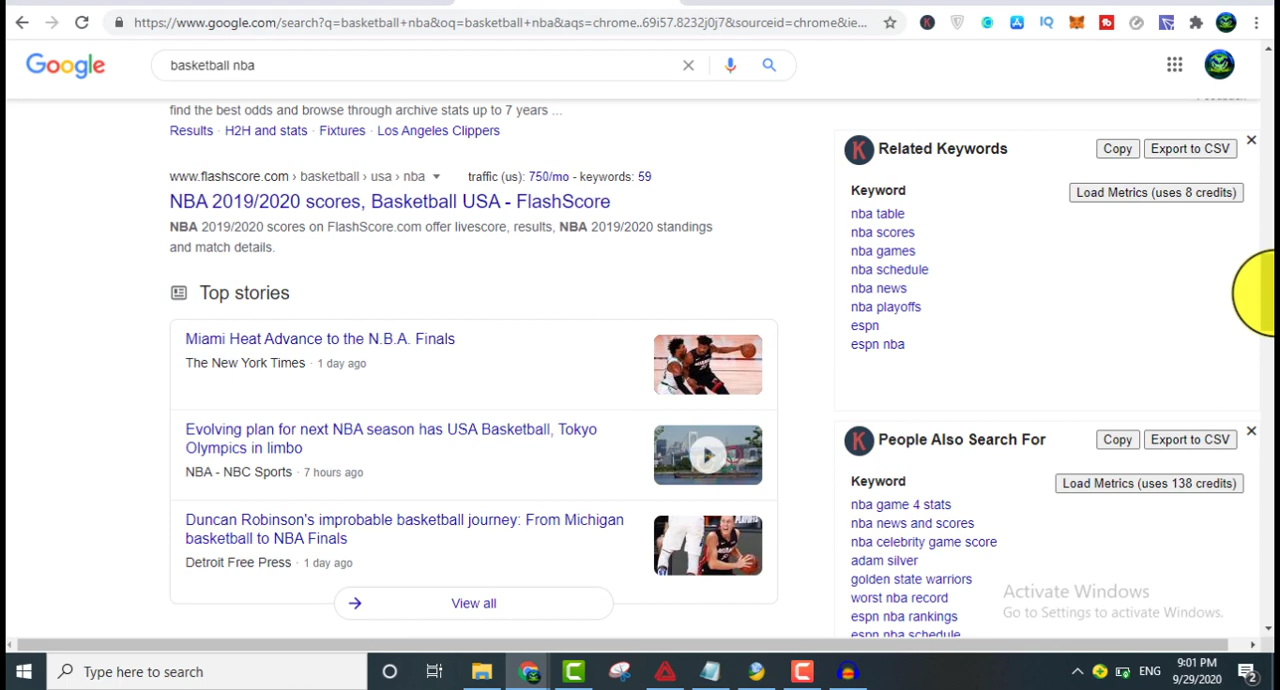 https://www.google.com/search?q=basketball+nba&oq=basketball+nba&aqs=chrome..69i57.8232j0j7&sourceid=chrome&ie...
Google
basketball nba
find the best odds and browse through archive stats up to 7 years ...
Results · H2H and stats · Fixtures · Los Angeles Clippers
www.flashscore.com › basketball › usa › nba traffic (us): 750/mo - keywords: 59
NBA 2019/2020 scores, Basketball USA - FlashScore
NBA 2019/2020 scores on FlashScore.com offer livescore, results, NBA 2019/2020 standings
and match details.
Top stories
Miami Heat Advance to the N.B.A. Finals
The New York Times · 1 day ago
Evolving plan for next NBA season has USA Basketball, Tokyo
Olympics in limbo
NBA - NBC Sports · 7 hours ago
Duncan Robinson's improbable basketball journey: From Michigan
basketball to NBA Finals
Detroit Free Press · 1 day ago
View all
K Related Keywords Copy Export to CSV
Keyword Load Metrics (uses 8 credits)
nba table
nba scores
nba games
nba schedule
nba news
nba playoffs
espn
espn nba
K People Also Search For Copy Export to CSV
Keyword Load Metrics (uses 138 credits)
nba game 4 stats
nba news and scores
nba celebrity game score
adam silver
golden state warriors
worst nba record
espn nba rankings
espn nba schedule
Activate Windows
Go to Settings to activate Windows.
Type here to search
ENG
9:01 PM
9/29/2020
2